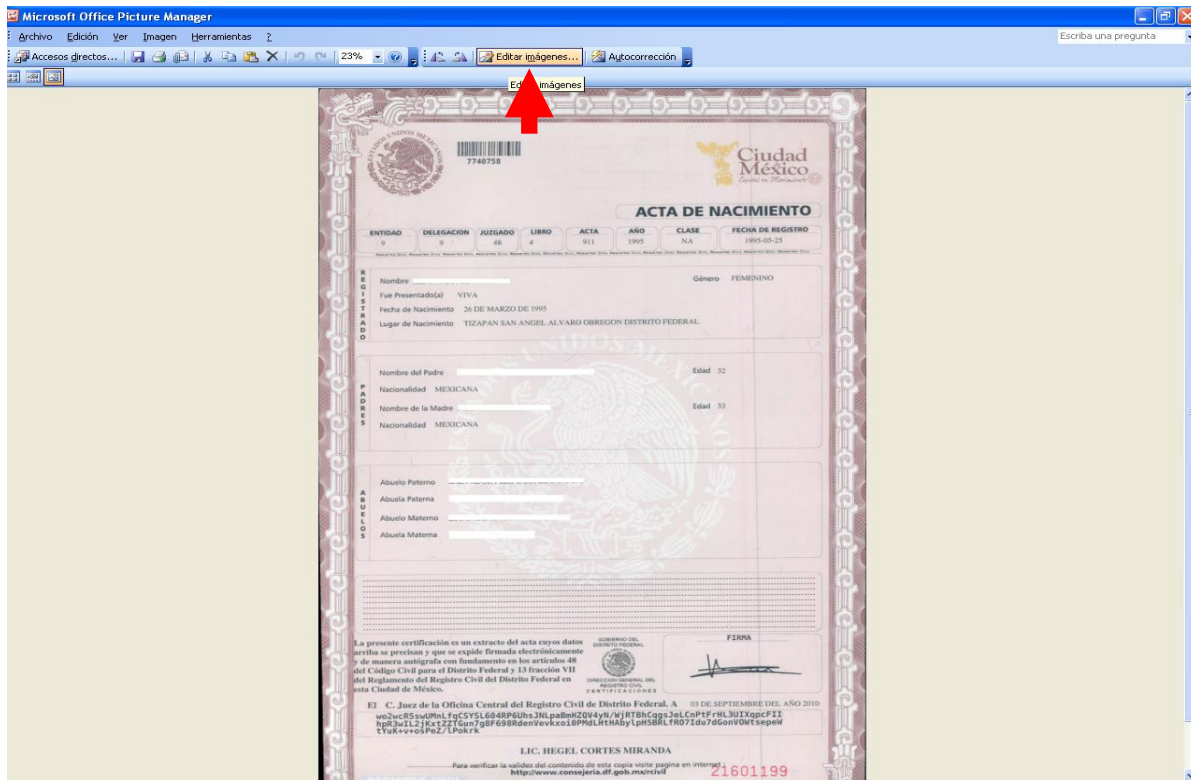 Microsoft Office Picture Manager
Archivo Edición Ver Imagen Herramientas ?
Escriba una pregunta
Accesos directos... 23% Editar imágenes... Autocorrección
Editar imágenes
ESTADOS UNIDOS MEXICANOS
7740758
Ciudad
México
Capital en Movimiento
ACTA DE NACIMIENTO
ENTIDAD DELEGACION JUZGADO LIBRO ACTA AÑO CLASE FECHA DE REGISTRO
9 9 48 4 911 1995 NA 1995-05-25
REGISTRADO
Nombre
Género FEMENINO
Fue Presentado(a) VIVA
Fecha de Nacimiento 26 DE MARZO DE 1995
Lugar de Nacimiento TIZAPAN SAN ANGEL ALVARO OBREGON DISTRITO FEDERAL
PADRES
Nombre del Padre
Edad 32
Nacionalidad MEXICANA
Nombre de la Madre
Edad 33
Nacionalidad MEXICANA
ABUELOS
Abuelo Paterno
Abuela Paterna
Abuelo Materno
Abuela Materna
La presente certificación es un extracto del acta cuyos datos
arriba se precisan y que se expide firmada electrónicamente
y de manera autógrafa con fundamento en los artículos 48
del Código Civil para el Distrito Federal y 13 fracción VII
del Reglamento del Registro Civil del Distrito Federal en
esta Ciudad de México.
GOBIERNO DEL
DISTRITO FEDERAL
DIRECCION GENERAL DEL
REGISTRO CIVIL
CERTIFICACIONES
FIRMA
El C. Juez de la Oficina Central del Registro Civil de Distrito Federal. A 03 DE SEPTIEMBRE DEL AÑO 2010
LIC. HEGEL CORTES MIRANDA
Para verificar la validez del contenido de esta copia visite pagina en internet:
http://www.consejeria.df.gob.mx/rcivil
21601199